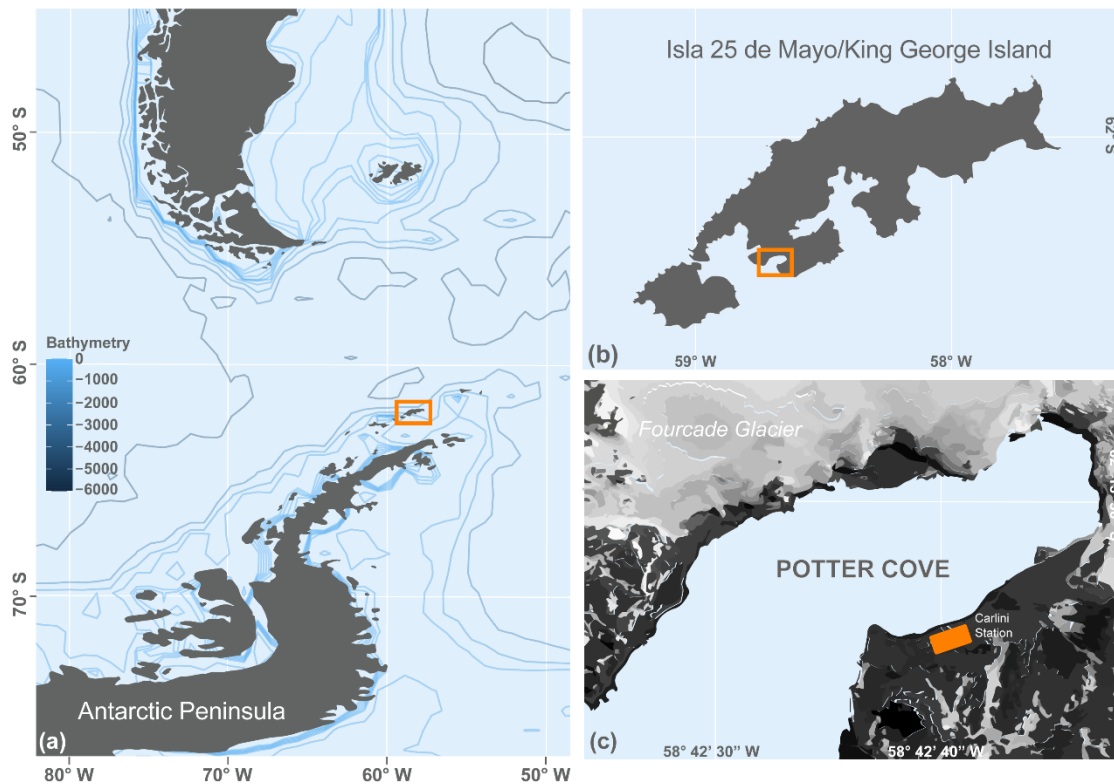 50° S
60° S
70° S
Bathymetry
0
−1000
−2000
−3000
−4000
−5000
−6000
Antarctic Peninsula
(a)
80° W
70° W
60° W
50° W
Isla 25 de Mayo/King George Island
62° S
(b)
59° W
58° W
Fourcade Glacier
POTTER COVE
Carlini
Station
(c)
58° 42' 30'' W
58° 42' 40'' W